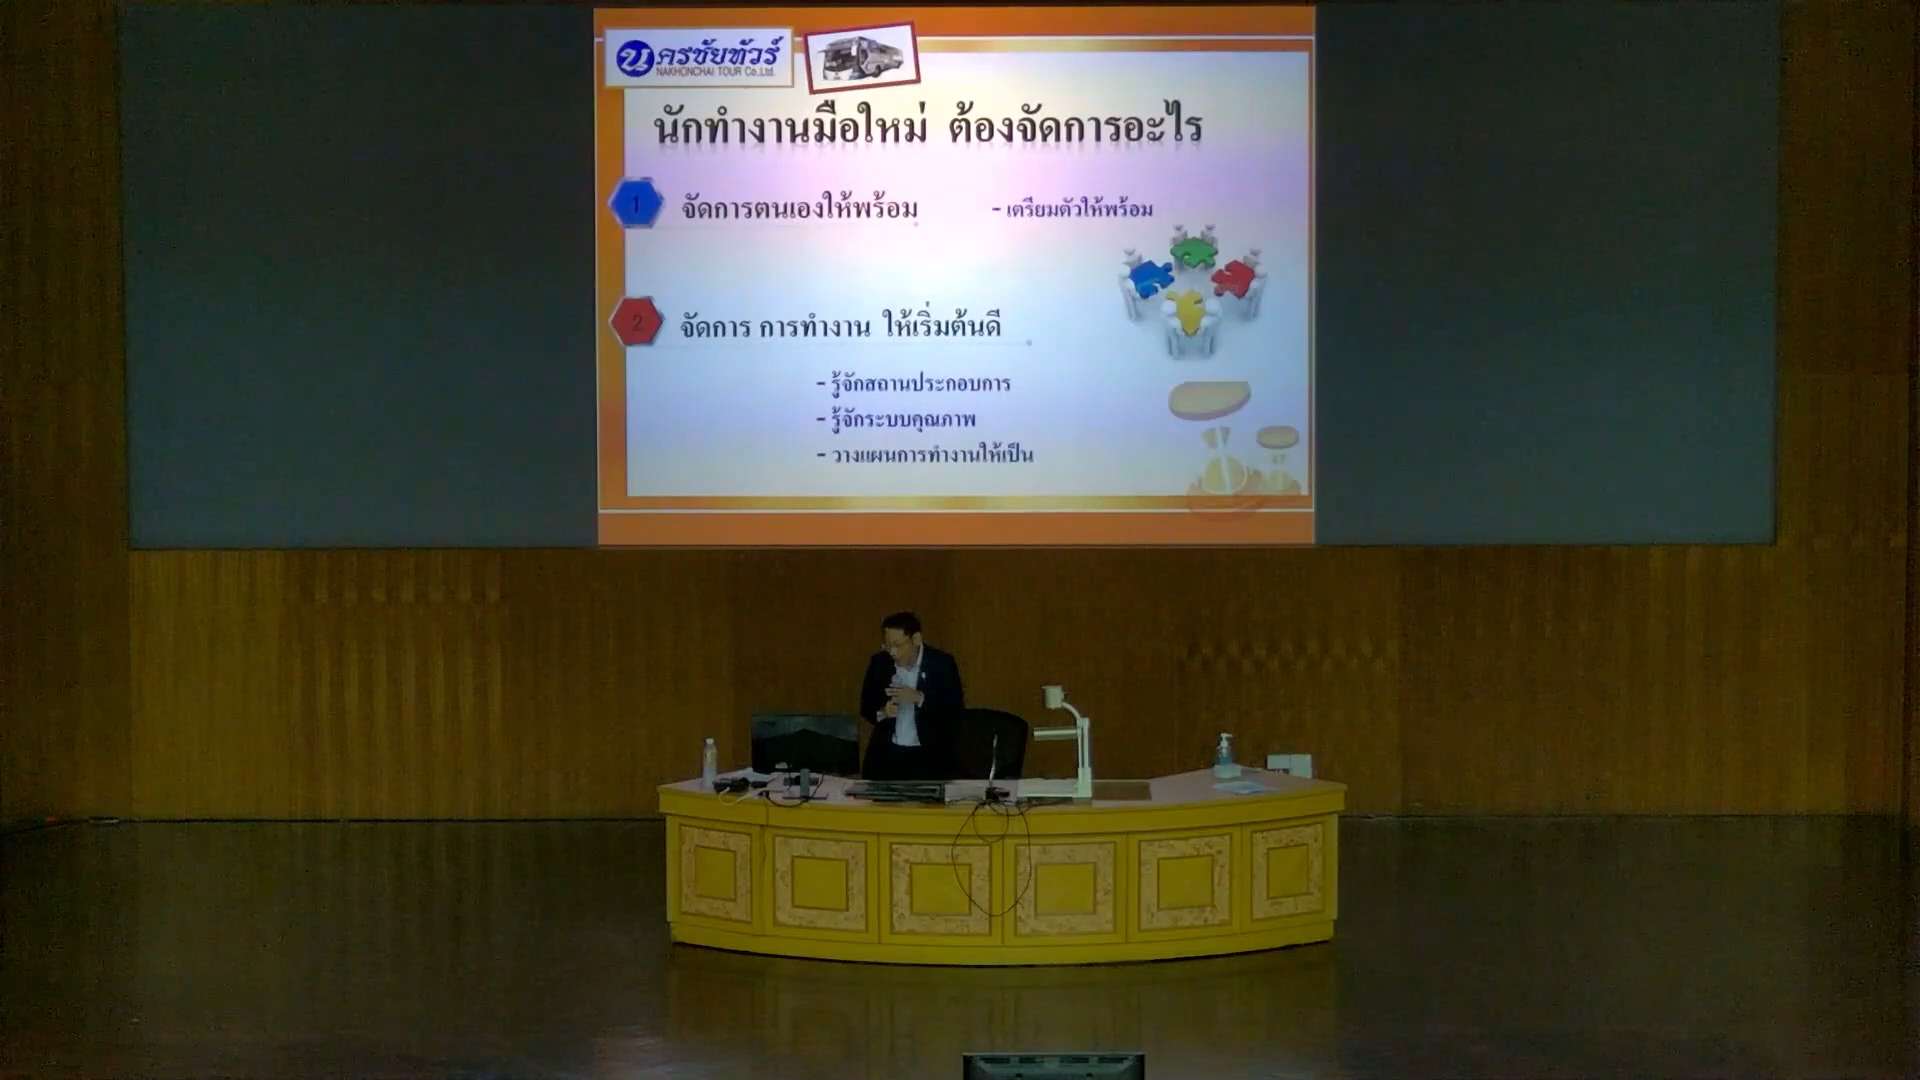 นครชัยทัวร์
NAKHONCHAI TOUR Co.,Ltd.
นักทำงานมือใหม่ ต้องจัดการอะไร
1 จัดการตนเองให้พร้อม - เตรียมตัวให้พร้อม
2 จัดการ การทำงาน ให้เริ่มต้นดี
- รู้จักสถานประกอบการ
- รู้จักระบบคุณภาพ
- วางแผนการทำงานให้เป็น